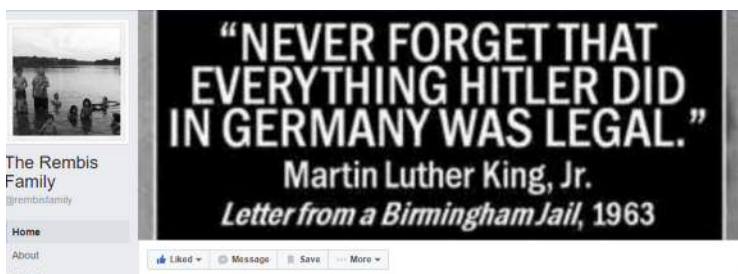 “NEVER FORGET THAT
EVERYTHING HITLER DID
IN GERMANY WAS LEGAL.”
Martin Luther King, Jr.
Letter from a Birmingham Jail, 1963
The Rembis
Family
@rembisfamily
Home
About
Liked
Message
Save
··· More